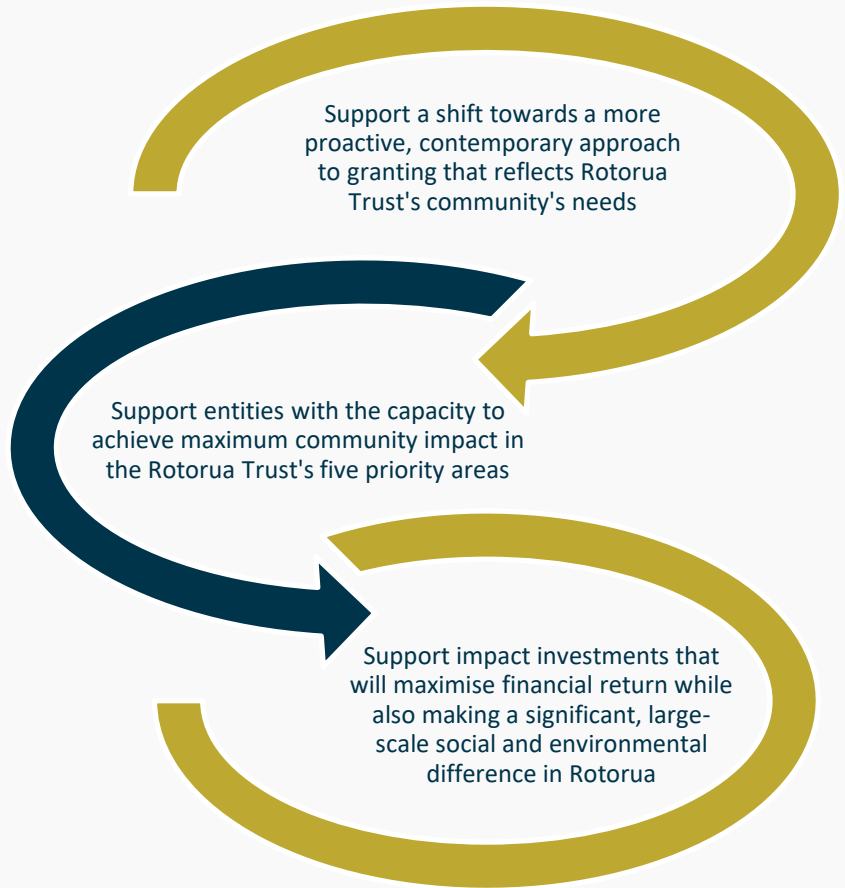 Support a shift towards a more
proactive, contemporary approach
to granting that reflects Rotorua
Trust's community's needs
Support entities with the capacity to
achieve maximum community impact in
the Rotorua Trust's five priority areas
Support impact investments that
will maximise financial return while
also making a significant, large-
scale social and environmental
difference in Rotorua